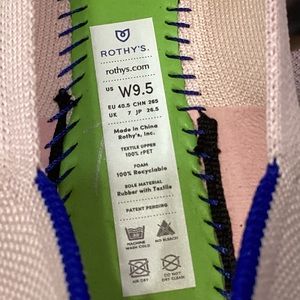 ROTHY'S.
rothys.com
US W9.5
EU 40.5 CHN 265
UK 7 JP 26.5
Made in China
Rothy's, Inc.
TEXTILE UPPER
100% rPET
FOAM
100% Recyclable
SOLE MATERIAL
Rubber with Textile
PATENT PENDING
MACHINE WASH COLD
NO BLEACH
AIR DRY
DO NOT DRY CLEAN